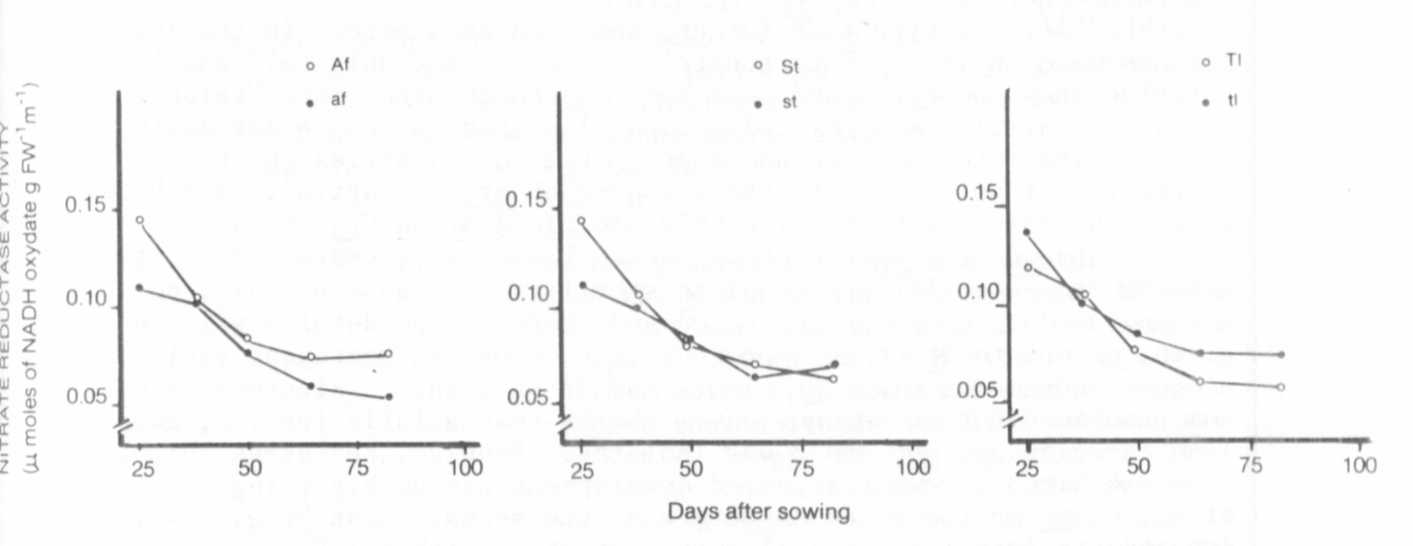 NITRATE REDUCTASE ACTIVITY
(μ moles of NADH oxydate g FW⁻¹m⁻¹)
Af
af
0.15
0.10
0.05
25 50 75 100
St
st
0.15
0.10
0.05
25 50 75 100
Tl
tl
0.15
0.10
0.05
25 50 75 100
Days after sowing